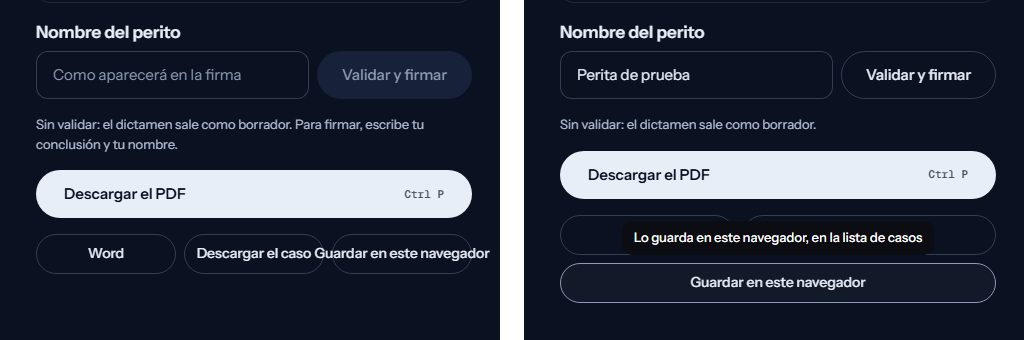 Nombre del perito
Como aparecerá en la firma
Validar y firmar
Sin validar: el dictamen sale como borrador. Para firmar, escribe tu
conclusión y tu nombre.
Descargar el PDF
Ctrl P
Word
Descargar el caso
Guardar en este navegador
Nombre del perito
Perita de prueba
Validar y firmar
Sin validar: el dictamen sale como borrador.
Descargar el PDF
Ctrl P
Lo guarda en este navegador, en la lista de casos
Guardar en este navegador